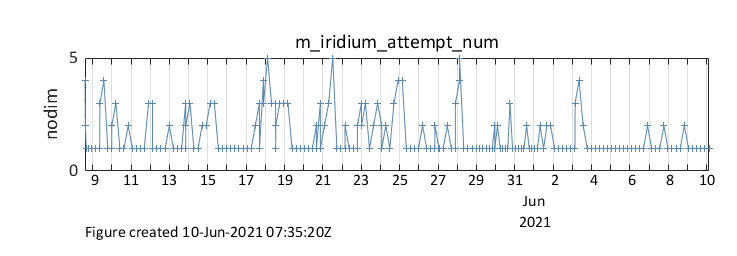 m_iridium_attempt_num
5
nodim
0
9 11 13 15 17 19 21 23 25 27 29 31 2 4 6 8 10
Jun
2021
Figure created 10-Jun-2021 07:35:20Z